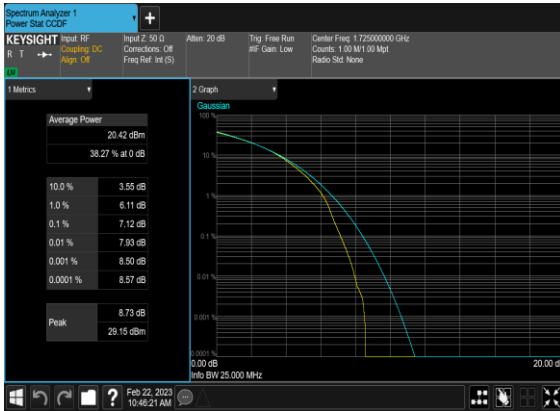 Spectrum Analyzer 1
Power Stat CCDF
KEYSIGHT
R T
LXI
Input: RF
Coupling: DC
Align: Off
Input Z: 50 Ω
Corrections: Off
Freq Ref: Int (S)
Atten: 20 dB
Trig: Free Run
#IF Gain: Low
Center Freq: 1.725000000 GHz
Counts: 1.00 M/1.00 Mpt
Radio Std: None
1 Metrics
Average Power
20.42 dBm
38.27 % at 0 dB
10.0 % 3.55 dB
1.0 % 6.11 dB
0.1 % 7.12 dB
0.01 % 7.93 dB
0.001 % 8.50 dB
0.0001 % 8.57 dB
Peak
8.73 dB
29.15 dBm
2 Graph
Gaussian
100 %
10 %
1 %
0.1 %
0.01 %
0.001 %
0.0001 %
0.00 dB
20.00 d
Info BW 25.000 MHz
?
Feb 22, 2023
10:46:21 AM